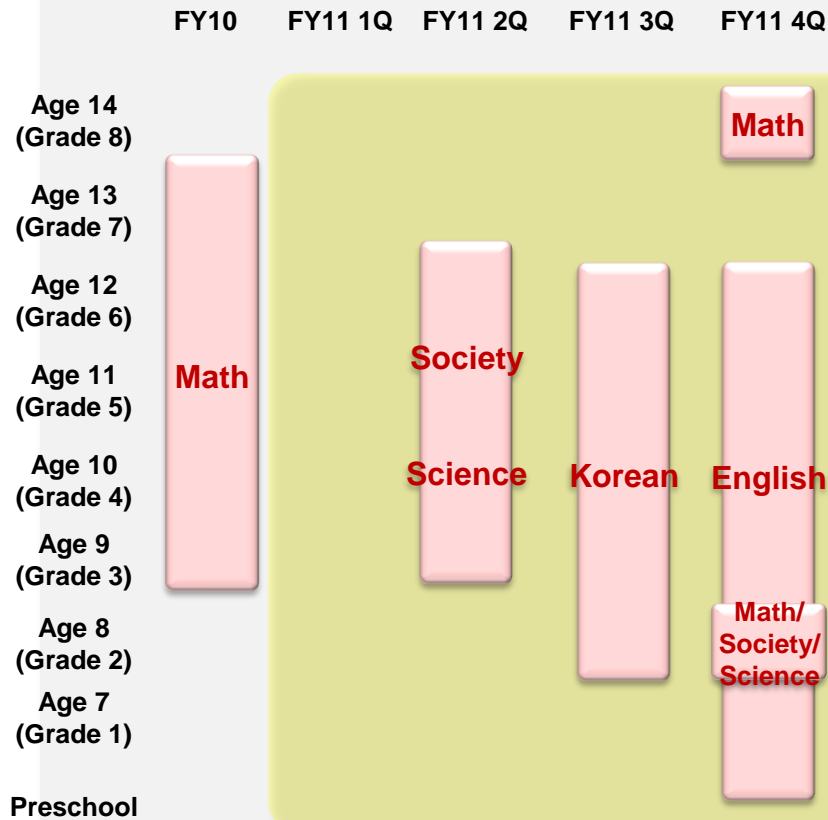 FY10 FY11 1Q FY11 2Q FY11 3Q FY11 4Q
Age 14
(Grade 8)
Math
Age 13
(Grade 7)
Age 12
(Grade 6)
Society
Age 11
(Grade 5)
Math
Age 10
(Grade 4)
Science Korean English
Age 9
(Grade 3)
Age 8
(Grade 2)
Math/
Society/
Science
Age 7
(Grade 1)
Preschool